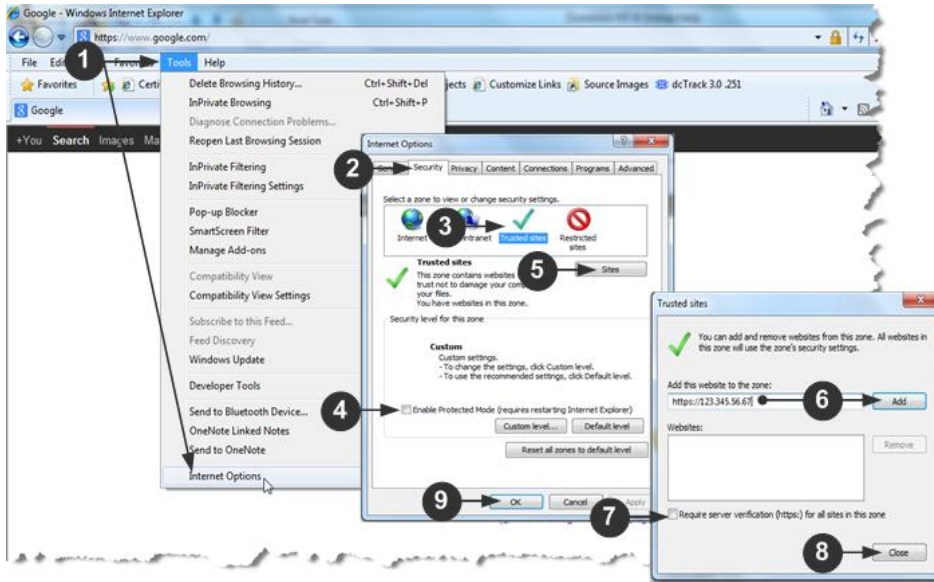 Google - Windows Internet Explorer
https://www.google.com/
1
File Favorites Tools Help
Favorites
Customize Links Source Images dcTrack 3.0 .251
Google
+You Search Images
Delete Browsing History... Ctrl+Shift+Del
InPrivate Browsing Ctrl+Shift+P
Diagnose Connection Problems...
Reopen Last Browsing Session
InPrivate Filtering
InPrivate Filtering Settings
Pop-up Blocker
SmartScreen Filter
Manage Add-ons
Compatibility View
Compatibility View Settings
Subscribe to this Feed...
Feed Discovery
Windows Update
Developer Tools
Send to Bluetooth Device...
OneNote Linked Notes
Send to OneNote
Internet Options
Internet Options
2
Security Privacy Content Connections Programs Advanced
Select a zone to view or change security settings.
3
Internet Trusted sites Restricted
sites
Trusted sites
5
Sites
This zone contains websites
trust not to damage your
your files.
You have websites in this zone.
Security level for this zone
Custom
Custom settings.
- To change the settings, click Custom level.
- To use the recommended settings, click Default level.
4
Enable Protected Mode (requires restarting Internet Explorer)
Custom level... Default level
Reset all zones to default level
9
OK Cancel Apply
Trusted sites
You can add and remove websites from this zone. All websites in
this zone will use the zone's security settings.
Add this website to the zone:
https://123.345.56.67
6
Add
Websites:
Remove
7
Require server verification (https:) for all sites in this zone
8
Close